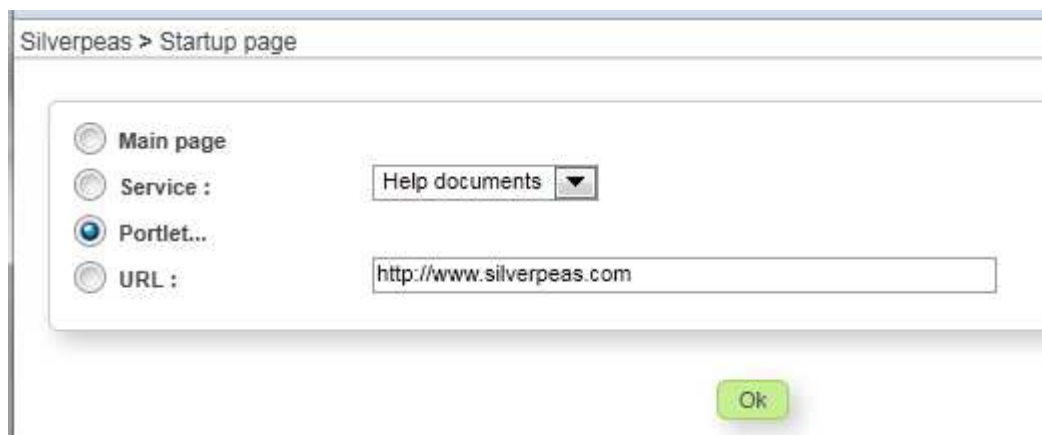 Silverpeas > Startup page
Main page
Service : Help documents
Portlet...
URL : http://www.silverpeas.com
Ok